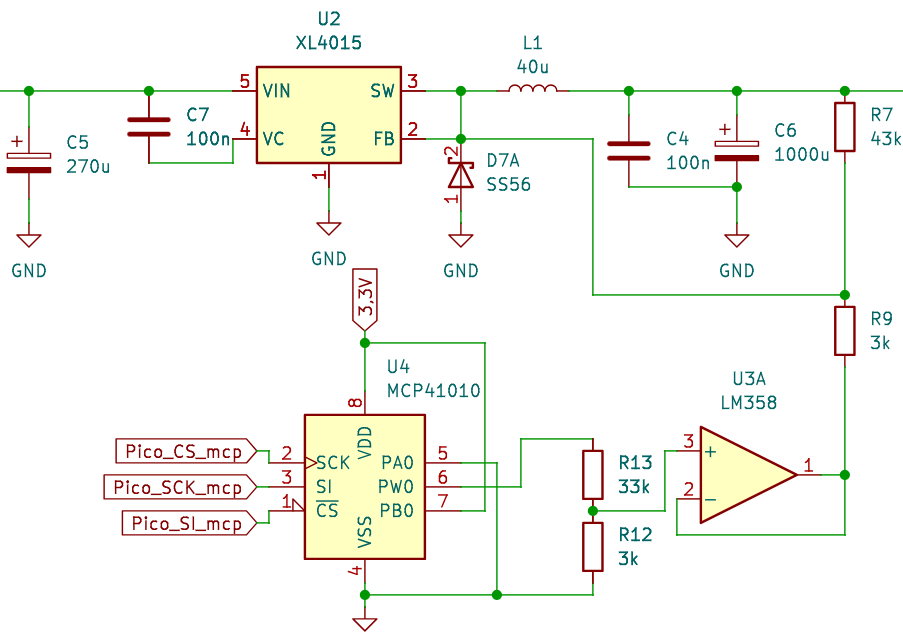 U2
XL4015
L1
40u
5
VIN
SW
3
4
VC
GND
FB
2
1
C5
270u
C7
100n
2
D7A
SS56
1
C4
100n
C6
1000u
R7
43k
GND
GND
GND
GND
3,3V
R9
3k
U4
MCP41010
8
VDD
Pico_CS_mcp
2
SCK
PA0
5
Pico_SCK_mcp
3
SI
PW0
6
Pico_SI_mcp
1
CS
PB0
7
VSS
4
R13
33k
R12
3k
U3A
LM358
3
+
1
2
−